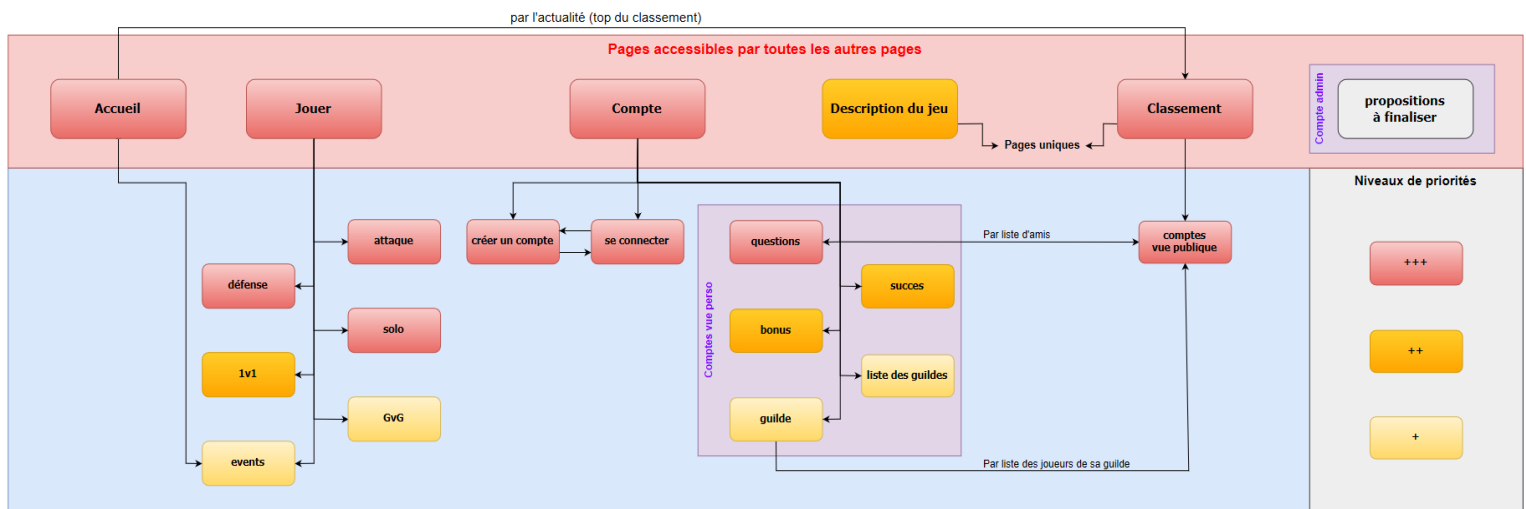 par l'actualité (top du classement)
Pages accessibles par toutes les autres pages
Accueil
Jouer
Compte
Description du jeu
Classement
Compte admin
propositions
à finaliser
Pages uniques
Niveaux de priorités
attaque
créer un compte
se connecter
questions
Par liste d'amis
comptes
vue publique
+++
défense
succes
Comptes vue perso
solo
bonus
++
1v1
liste des guildes
GvG
guilde
+
events
Par liste des joueurs de sa guilde